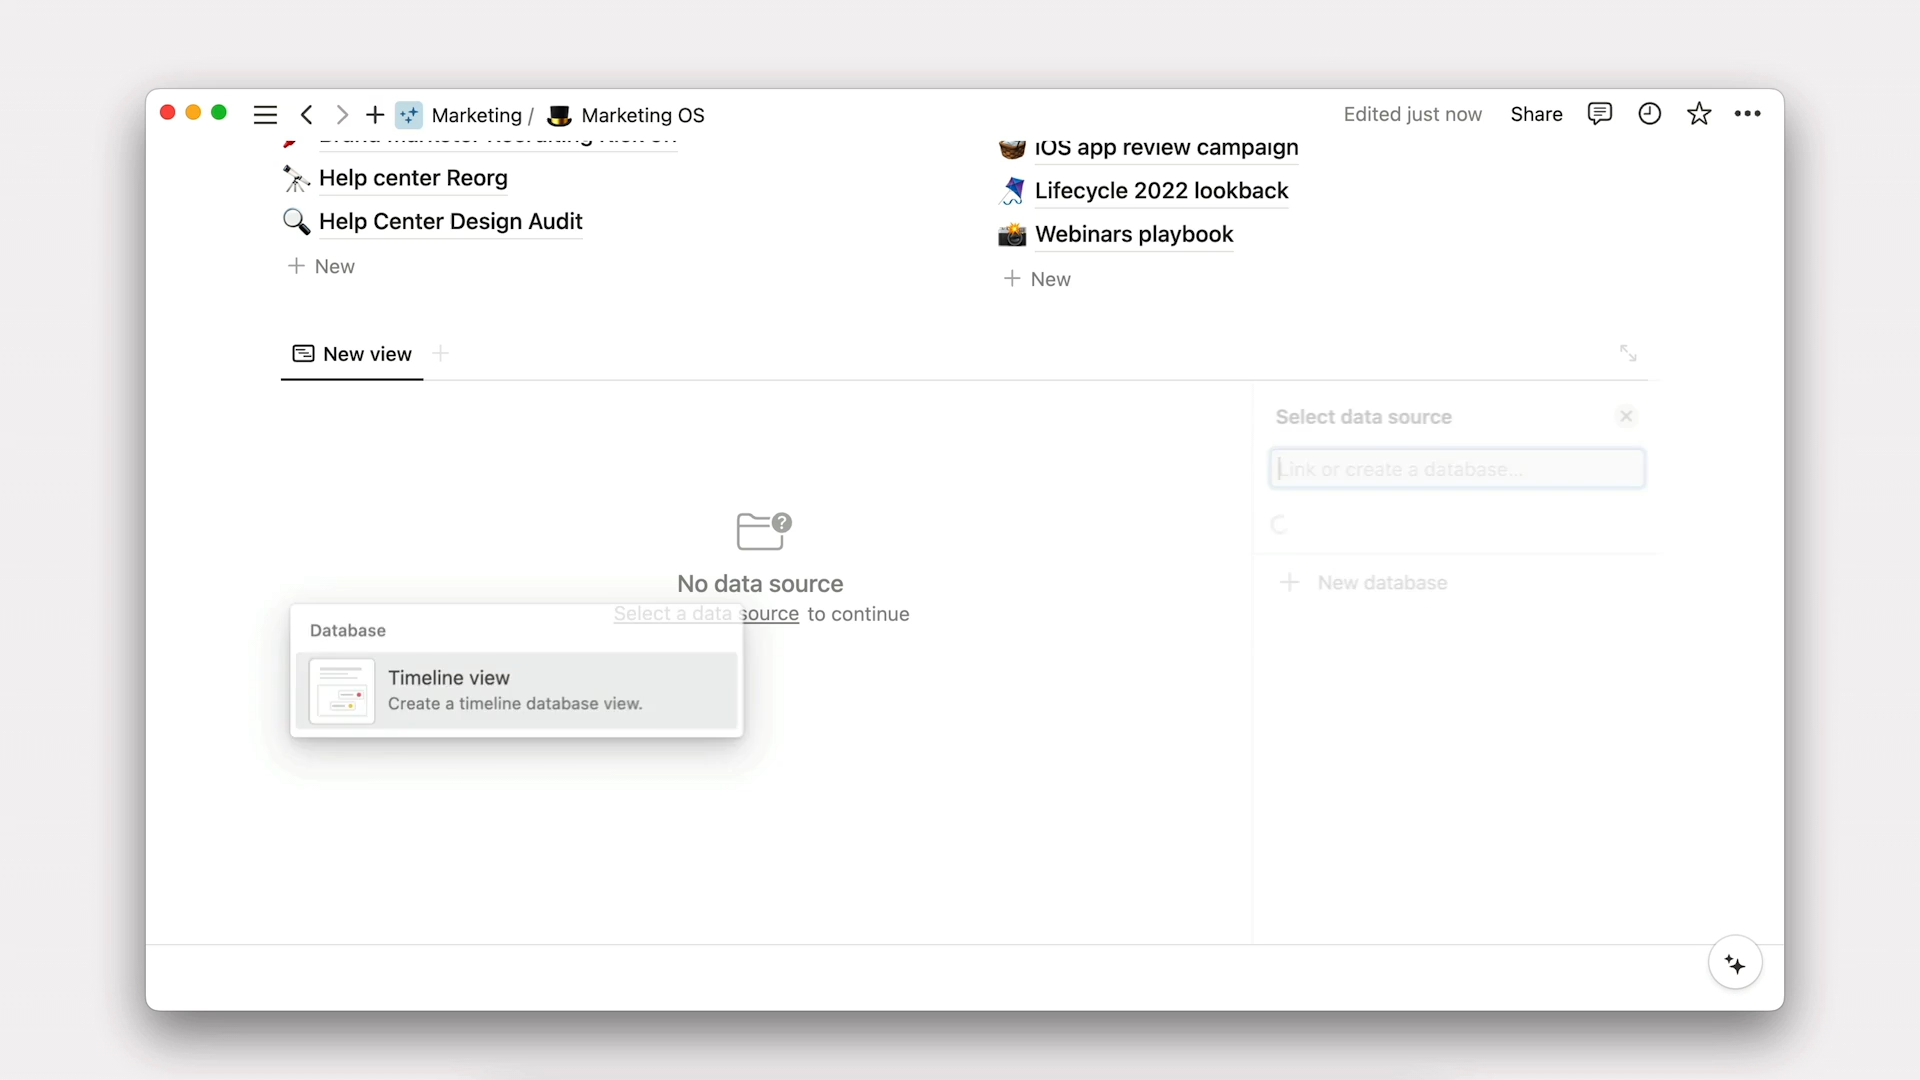 Marketing / Marketing OS
Edited just now Share
Help center Reorg
Help Center Design Audit
+ New
iOS app review campaign
Lifecycle 2022 lookback
Webinars playbook
+ New
New view +
Select data source
Link or create a database...
+ New database
No data source
Select a data source to continue
Database
Timeline view
Create a timeline database view.